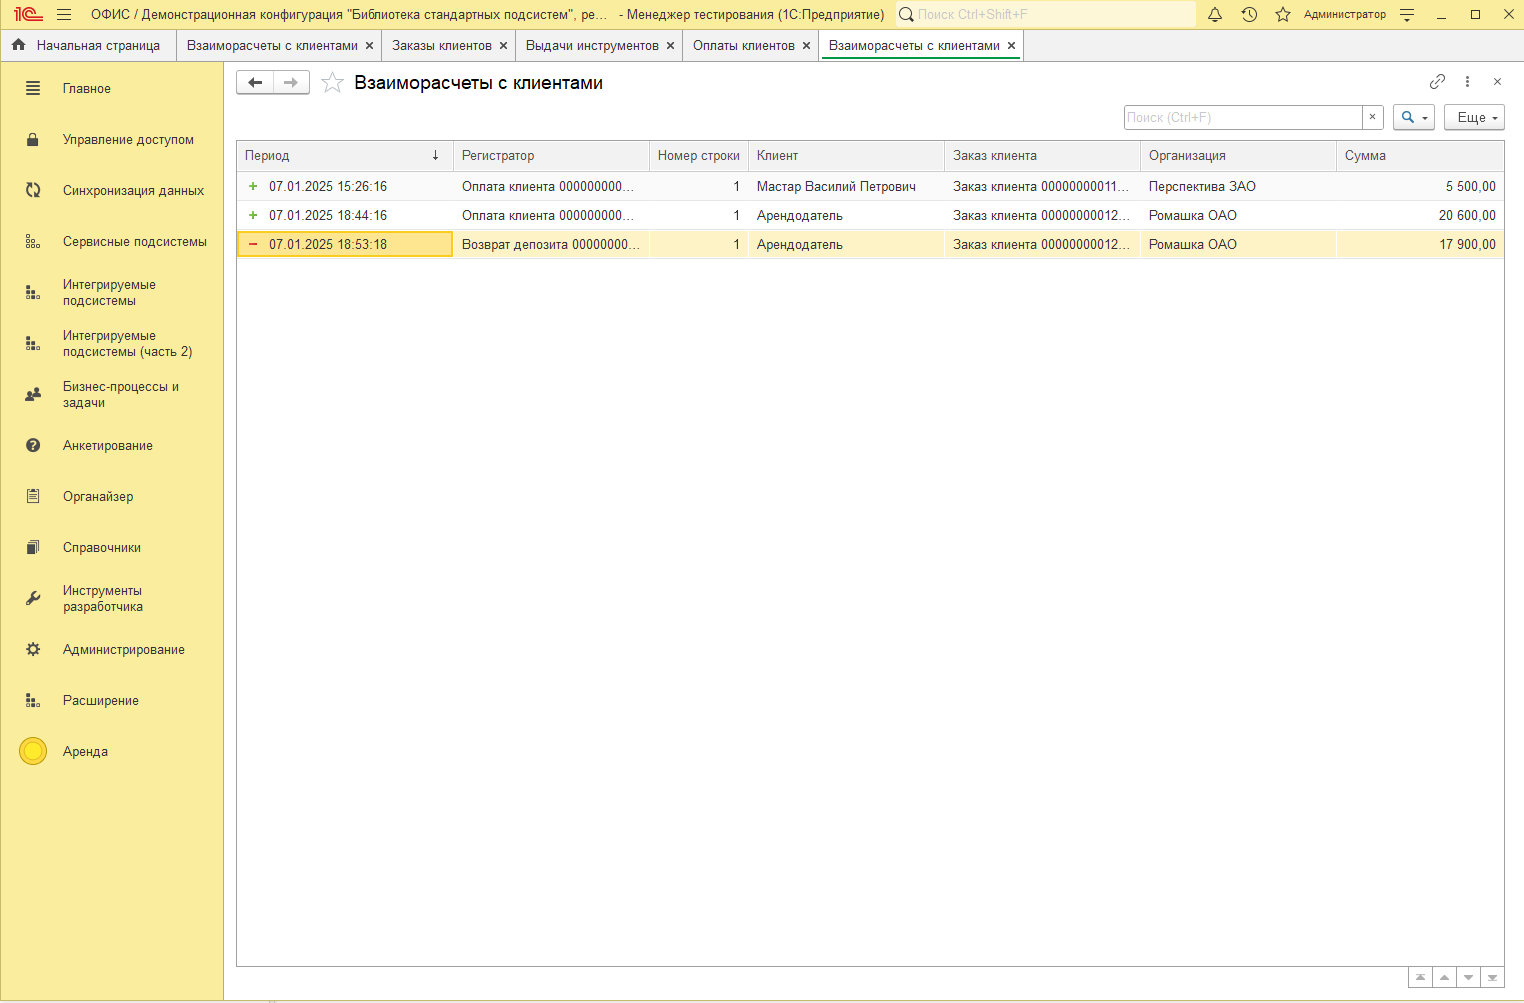 1С ОФИС / Демонстрационная конфигурация "Библиотека стандартных подсистем", ре... - Менеджер тестирования (1С:Предприятие) Поиск Ctrl+Shift+F Администратор
Начальная страница Взаиморасчеты с клиентами × Заказы клиентов × Выдачи инструментов × Оплаты клиентов × Взаиморасчеты с клиентами ×
Главное
Управление доступом
Синхронизация данных
Сервисные подсистемы
Интегрируемые
подсистемы
Интегрируемые
подсистемы (часть 2)
Бизнес-процессы и
задачи
Анкетирование
Органайзер
Справочники
Инструменты
разработчика
Администрирование
Расширение
Аренда
Взаиморасчеты с клиентами
Поиск (Ctrl+F) × Еще
Период ↓ Регистратор Номер строки Клиент Заказ клиента Организация Сумма
+ 07.01.2025 15:26:16 Оплата клиента 000000000... 1 Мастар Василий Петрович Заказ клиента 00000000011... Перспектива ЗАО 5 500,00
+ 07.01.2025 18:44:16 Оплата клиента 000000000... 1 Арендодатель Заказ клиента 00000000012... Ромашка ОАО 20 600,00
− 07.01.2025 18:53:18 Возврат депозита 00000000... 1 Арендодатель Заказ клиента 00000000012... Ромашка ОАО 17 900,00